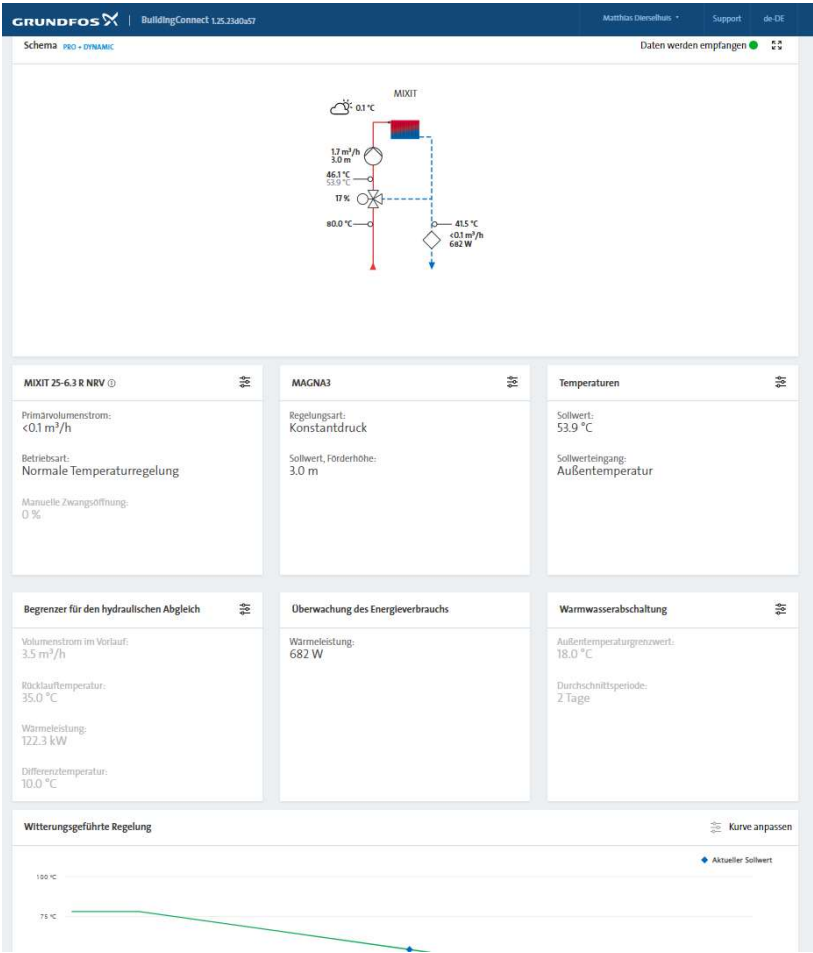 GRUNDFOS X | BuildingConnect 1.25.23d0a57 Matthias Dierselhuis Support de-DE
Schema PRO + DYNAMIC Daten werden empfangen
MIXIT
0.1 °C
1.7 m³/h
3.0 m
46.1 °C
53.9 °C
17 %
80.0 °C
41.5 °C
<0.1 m³/h
682 W
MIXIT 25-6.3 R NRV
Primärvolumenstrom:
<0.1 m³/h
Betriebsart:
Normale Temperaturregelung
Manuelle Zwangsöffnung:
0 %
MAGNA3
Regelungsart:
Konstantdruck
Sollwert, Förderhöhe:
3.0 m
Temperaturen
Sollwert:
53.9 °C
Sollwerteingang:
Außentemperatur
Begrenzer für den hydraulischen Abgleich
Volumenstrom im Vorlauf:
3.5 m³/h
Rücklauftemperatur:
35.0 °C
Wärmeleistung:
122.3 kW
Differenztemperatur:
10.0 °C
Überwachung des Energieverbrauchs
Wärmeleistung:
682 W
Warmwasserabschaltung
Außentemperaturgrenzwert:
18.0 °C
Durchschnittsperiode:
2 Tage
Witterungsgeführte Regelung Kurve anpassen
Aktueller Sollwert
100 °C
75 °C